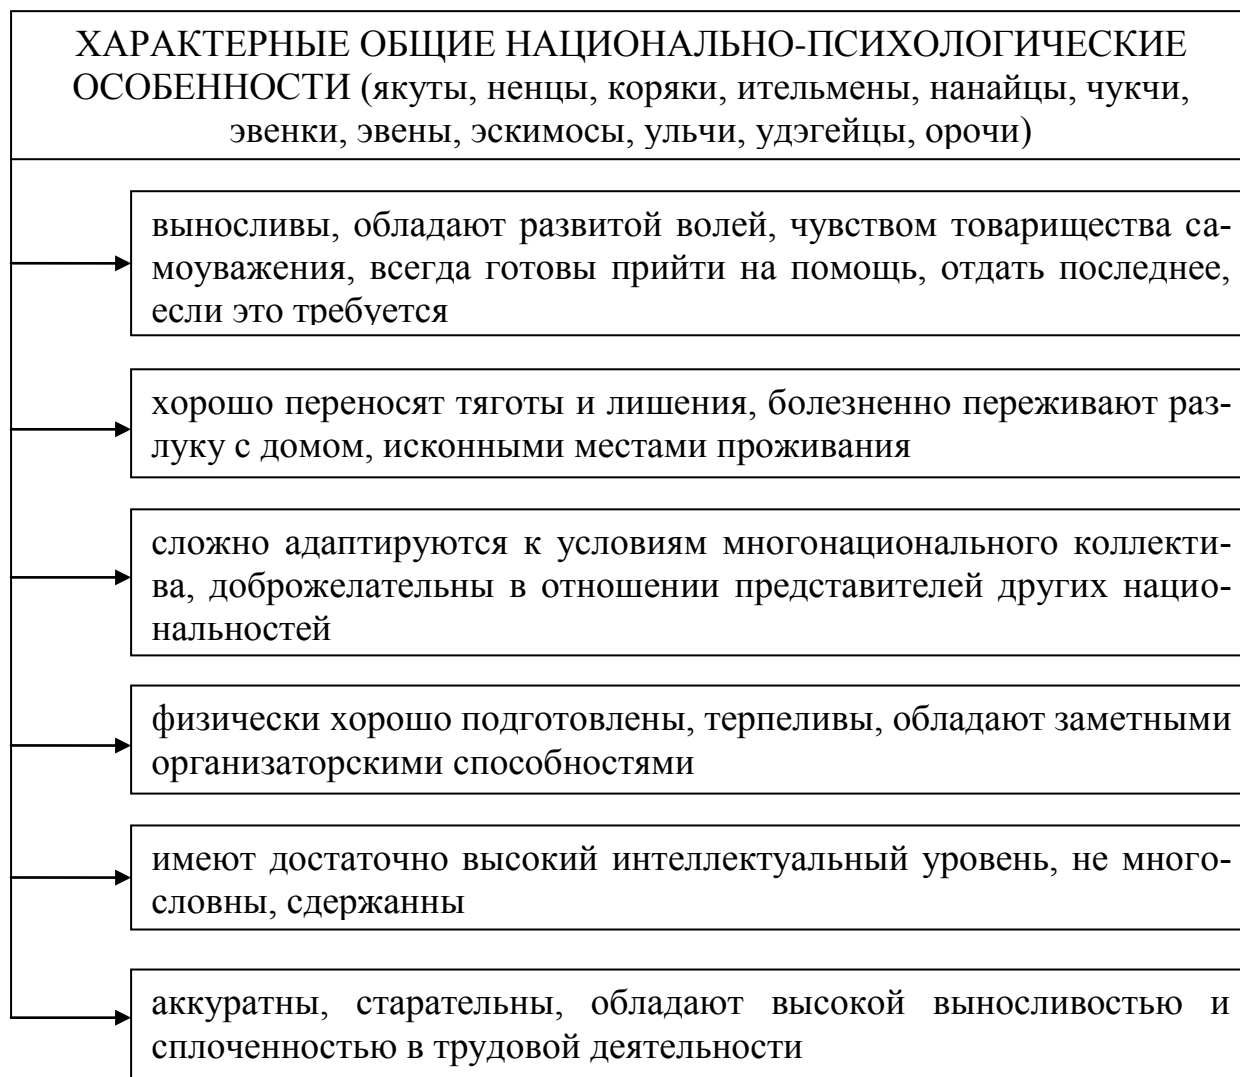 ХАРАКТЕРНЫЕ ОБЩИЕ НАЦИОНАЛЬНО-ПСИХОЛОГИЧЕСКИЕ
ОСОБЕННОСТИ (якуты, ненцы, коряки, ительмены, нанайцы, чукчи,
эвенки, эвены, эскимосы, ульчи, удэгейцы, орочи)
выносливы, обладают развитой волей, чувством товарищества са-
моуважения, всегда готовы прийти на помощь, отдать последнее,
если это требуется
хорошо переносят тяготы и лишения, болезненно переживают раз-
луку с домом, исконными местами проживания
сложно адаптируются к условиям многонационального коллекти-
ва, доброжелательны в отношении представителей других нацио-
нальностей
физически хорошо подготовлены, терпеливы, обладают заметными
организаторскими способностями
имеют достаточно высокий интеллектуальный уровень, не много-
словны, сдержанны
аккуратны, старательны, обладают высокой выносливостью и
сплоченностью в трудовой деятельности